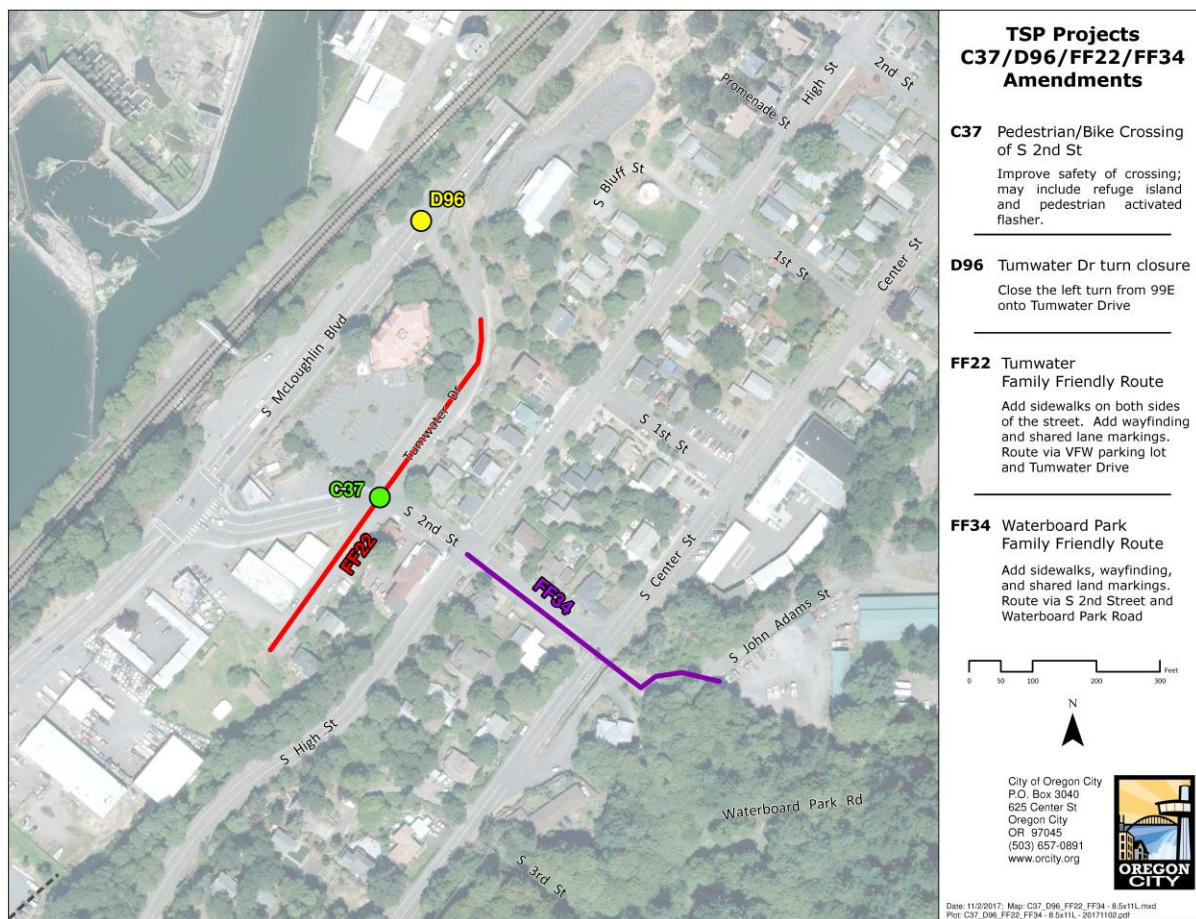 TSP Projects
C37/D96/FF22/FF34
Amendments
C37 Pedestrian/Bike Crossing
of S 2nd St
Improve safety of crossing;
may include refuge island
and pedestrian activated
flasher.
D96 Tumwater Dr turn closure
Close the left turn from 99E
onto Tumwater Drive
FF22 Tumwater
Family Friendly Route
Add sidewalks on both sides
of the street. Add wayfinding
and shared lane markings.
Route via VFW parking lot
and Tumwater Drive
FF34 Waterboard Park
Family Friendly Route
Add sidewalks, wayfinding,
and shared land markings.
Route via S 2nd Street and
Waterboard Park Road
0 50 100 200 300 Feet
N
City of Oregon City
P.O. Box 3040
625 Center St
Oregon City
OR 97045
(503) 657-0891
www.orcity.org
OREGON
CITY
Date: 11/2/2017; Map: C37_D96_FF22_FF34 - 8.5x11L.mxd
Plot: C37_D96_FF22_FF34 - 8.5x11L - 20171102.pdf
2nd St
High St
Promenade St
S Bluff St
D96
Center St
1st St
S McLoughlin Blvd
Tumwater Dr
S 1st St
C37
S 2nd St
FF22
FF34
S Center St
S John Adams St
S High St
Waterboard Park Rd
S 3rd St